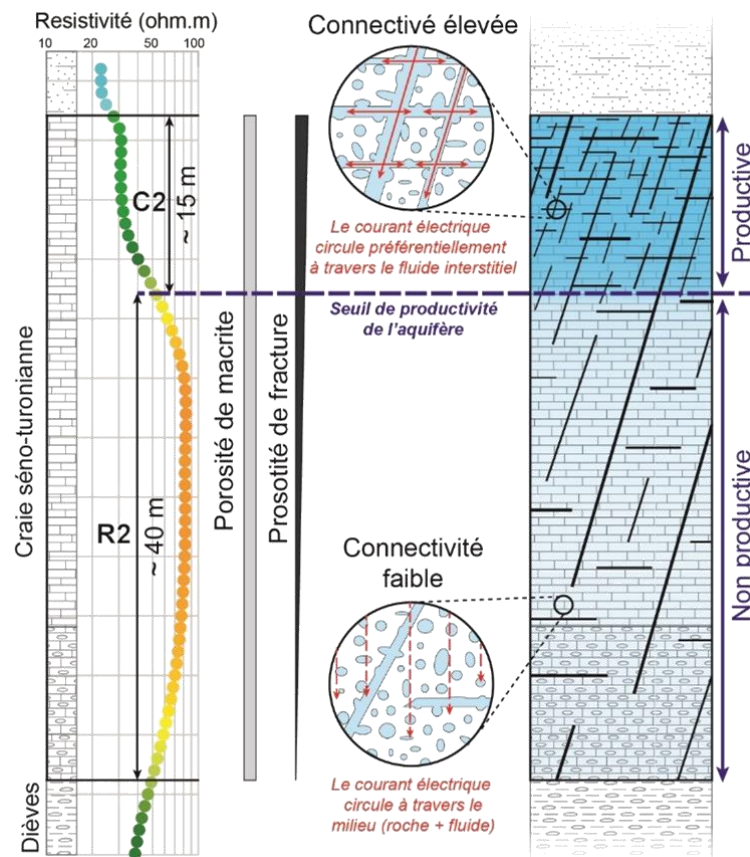 Resistivité (ohm.m)
10 20 50 100
Connectivé élevée
C2
~ 15 m
Le courant électrique
circule préférentiellement
à travers le fluide interstitiel
Productive
Seuil de productivité
de l'aquifère
Craie séno-turonianne
R2
~ 40 m
Porosité de macrite
Prosotité de fracture
Non productive
Connectivité
faible
Le courant électrique
circule à travers le
milieu (roche + fluide)
Dièves